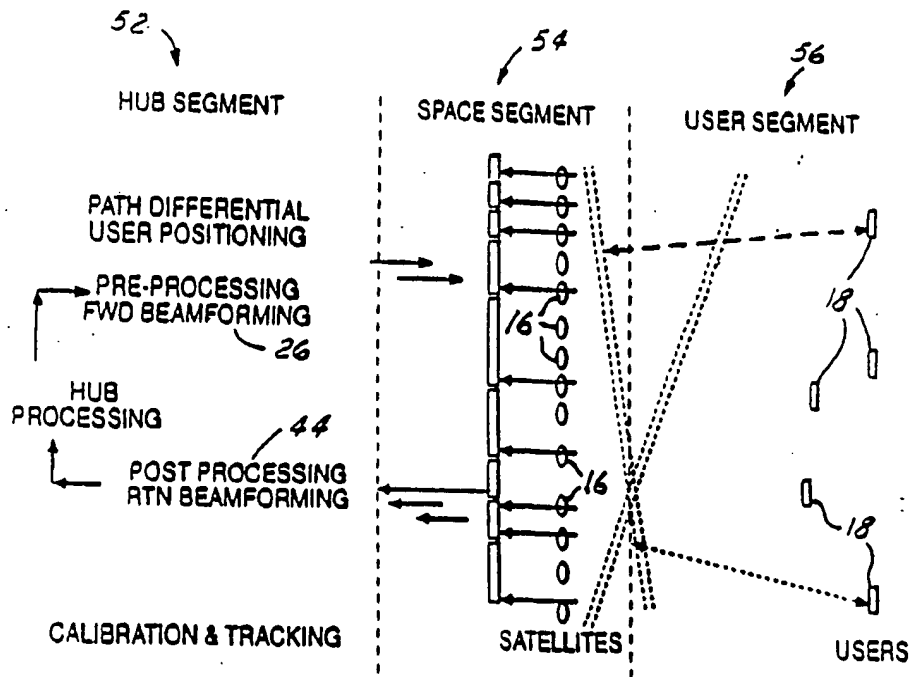 52
54
56
HUB SEGMENT
SPACE SEGMENT
USER SEGMENT
PATH DIFFERENTIAL
USER POSITIONING
PRE-PROCESSING
FWD BEAMFORMING
26
16
18
HUB
PROCESSING
44
POST PROCESSING
RTN BEAMFORMING
16
18
CALIBRATION & TRACKING
SATELLITES
USERS